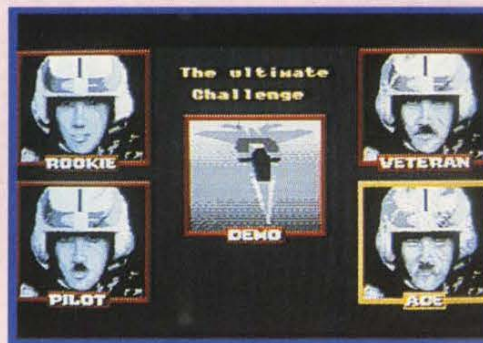 The ultimate
Challenge
ROOKIE
VETERAN
DEMO
PILOT
ACE